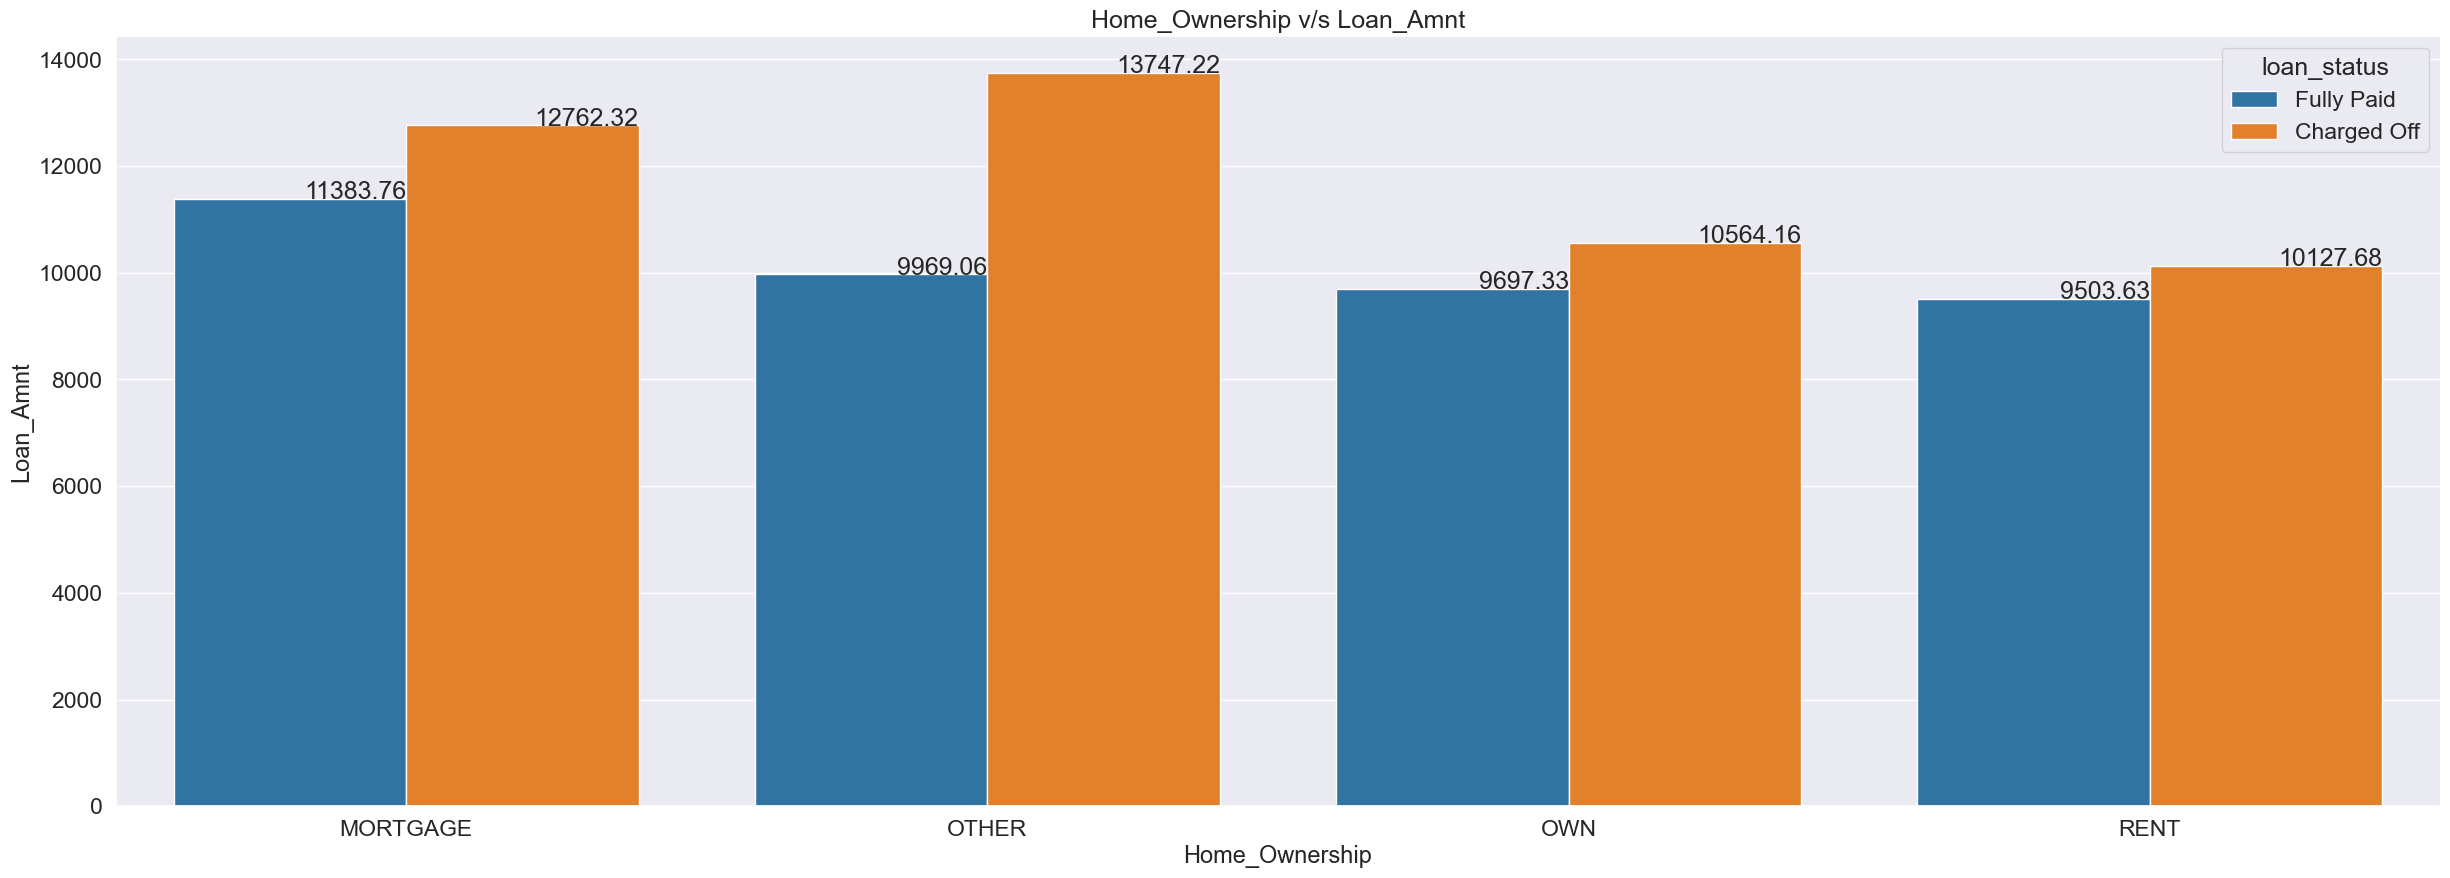 Home_Ownership v/s Loan_Amnt
14000
12000
10000
8000
6000
4000
2000
0
Loan_Amnt
11383.76
12762.32
9969.06
13747.22
9697.33
10564.16
9503.63
10127.68
loan_status
Fully Paid
Charged Off
MORTGAGE
OTHER
OWN
RENT
Home_Ownership